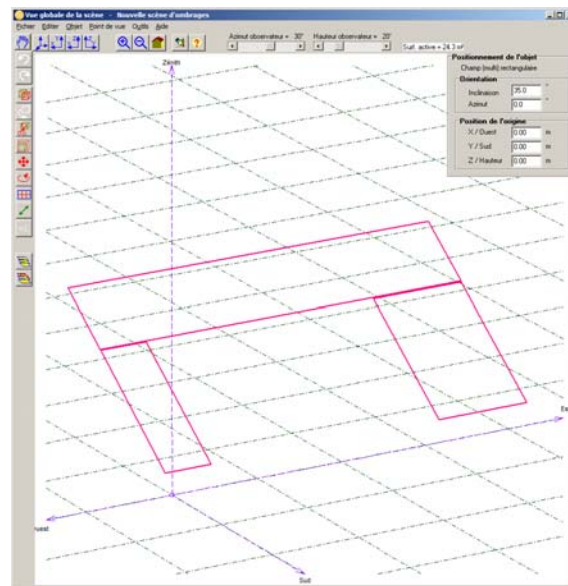 Vue globale de la scène - Nouvelle scène d'ombrages
Fichier Editer Objet Point de vue Outils Aide
Azimut observateur = 30° Hauteur observateur = 20°
Surf. active = 24.3 m²
Positionnement de l'objet
Champ (multi) rectangulaire
Orientation
Inclinaison 35.0 °
Azimut 0.0 °
Position de l'origine
X / Ouest 0.00 m
Y / Sud 0.00 m
Z / Hauteur 0.00 m
Zénith
Es
uest
Sud